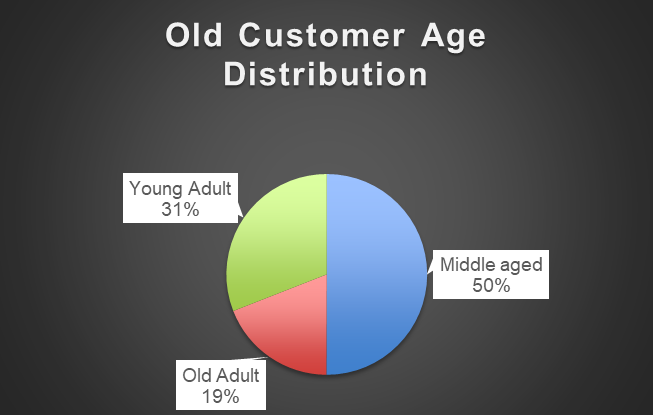 Old Customer Age
Distribution
Young Adult
31%
Middle aged
50%
Old Adult
19%